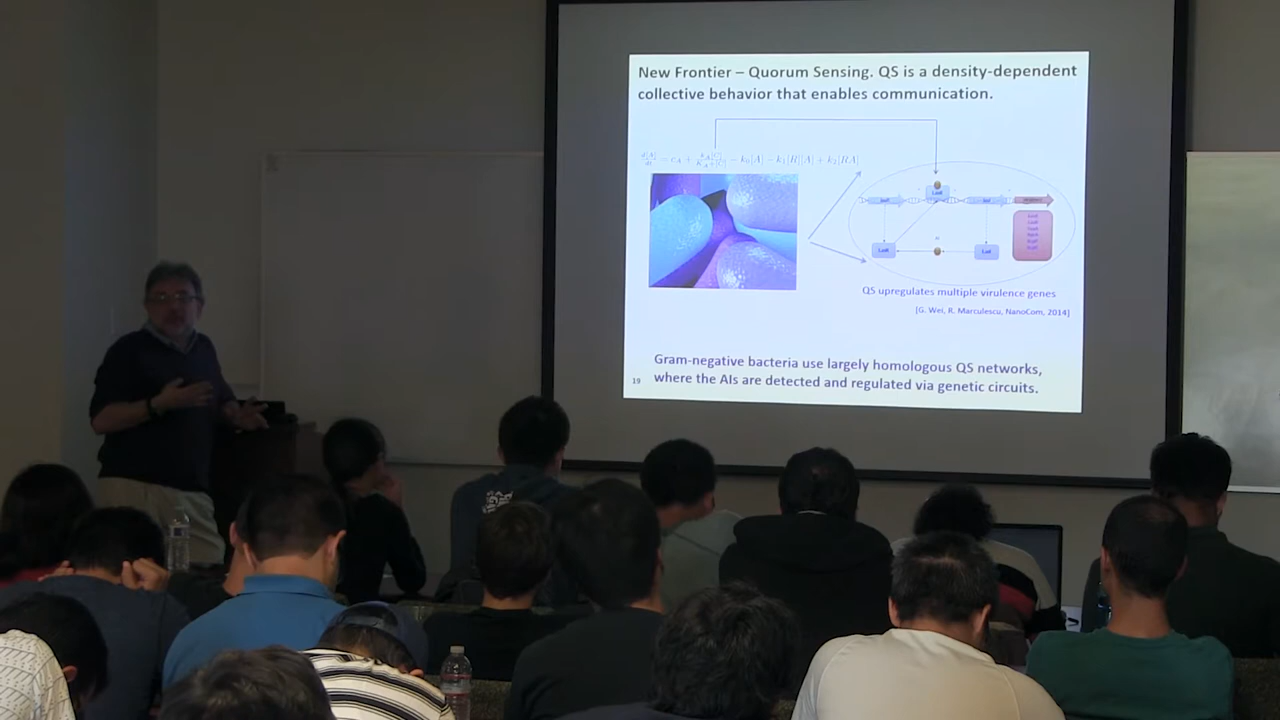 New Frontier – Quorum Sensing. QS is a density-dependent
collective behavior that enables communication.
QS upregulates multiple virulence genes
[G. Wei, R. Marculescu, NanoCom, 2014]
Gram-negative bacteria use largely homologous QS networks,
19 where the AIs are detected and regulated via genetic circuits.